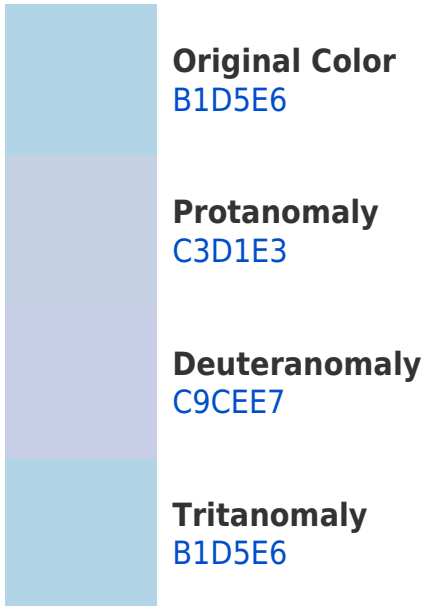 Original Color
B1D5E6
Protanomaly
C3D1E3
Deuteranomaly
C9CEE7
Tritanomaly
B1D5E6